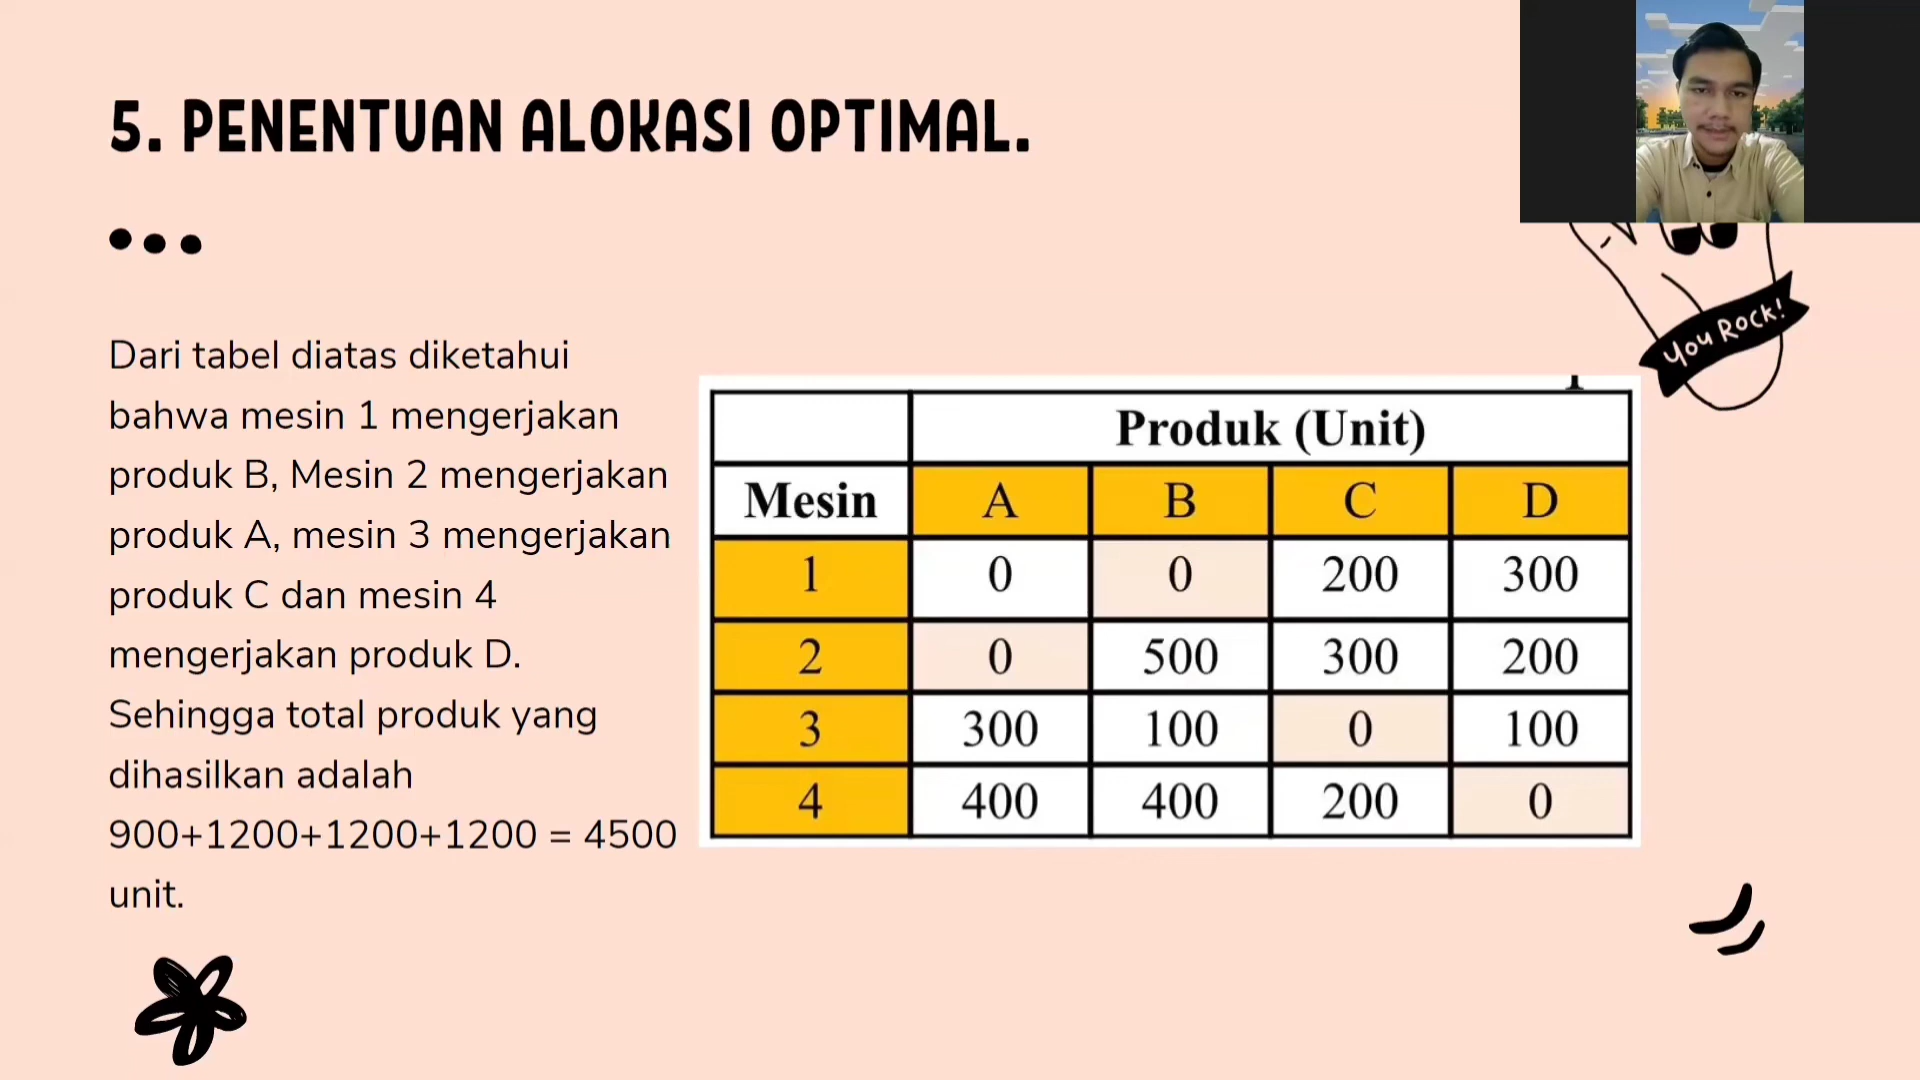 5. PENENTUAN ALOKASI OPTIMAL.
Dari tabel diatas diketahui
bahwa mesin 1 mengerjakan
produk B, Mesin 2 mengerjakan
produk A, mesin 3 mengerjakan
produk C dan mesin 4
mengerjakan produk D.
Sehingga total produk yang
dihasilkan adalah
900+1200+1200+1200 = 4500
unit.
You Rock!
Produk (Unit)
Mesin A B C D
1 0 0 200 300
2 0 500 300 200
3 300 100 0 100
4 400 400 200 0